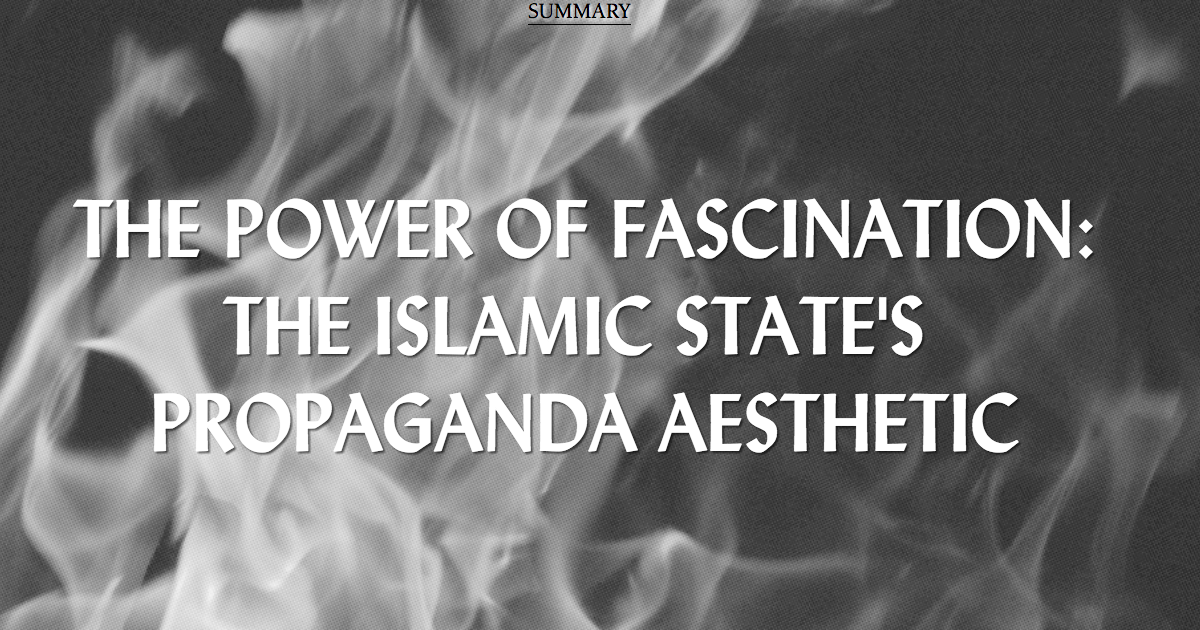 SUMMARY
THE POWER OF FASCINATION:
THE ISLAMIC STATE'S
PROPAGANDA AESTHETIC